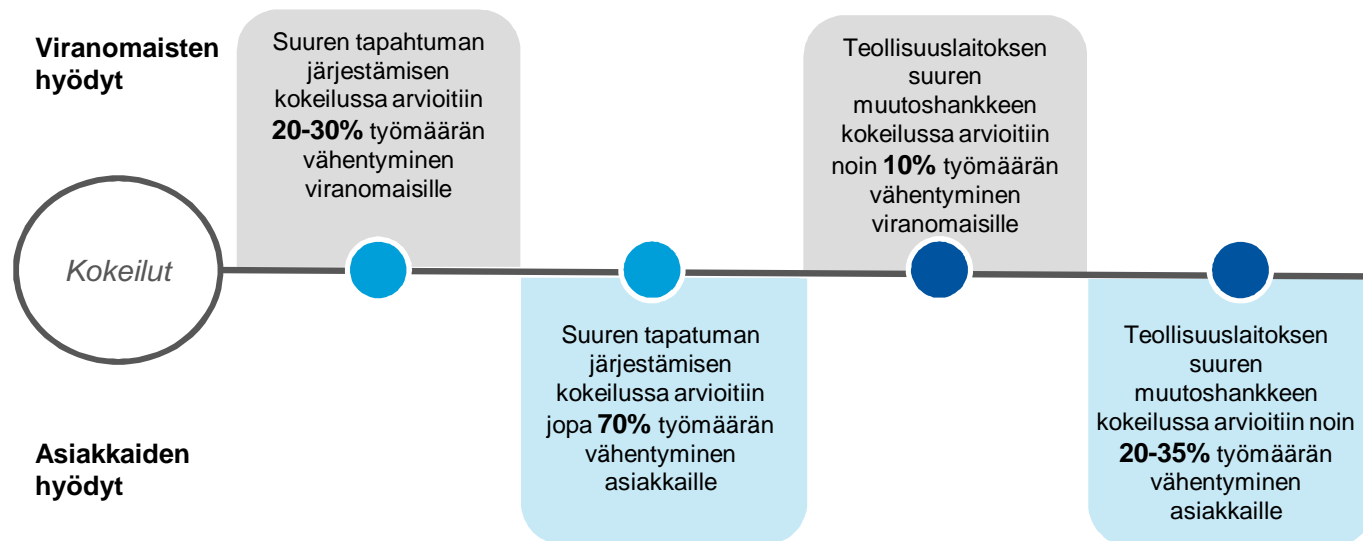 Viranomaisten
hyödyt
Suuren tapahtuman
järjestämisen
kokeilussa arvioitiin
20-30% työmäärän
vähentyminen
viranomaisille
Teollisuuslaitoksen
suuren
muutoshankkeen
kokeilussa arvioitiin
noin 10% työmäärän
vähentyminen
viranomaisille
Kokeilut
Suuren tapatuman
järjestämisen
kokeilussa arvioitiin
jopa 70% työmäärän
vähentyminen
asiakkaille
Teollisuuslaitoksen
suuren
muutoshankkeen
kokeilussa arvioitiin noin
20-35% työmäärän
vähentyminen
asiakkaille
Asiakkaiden
hyödyt